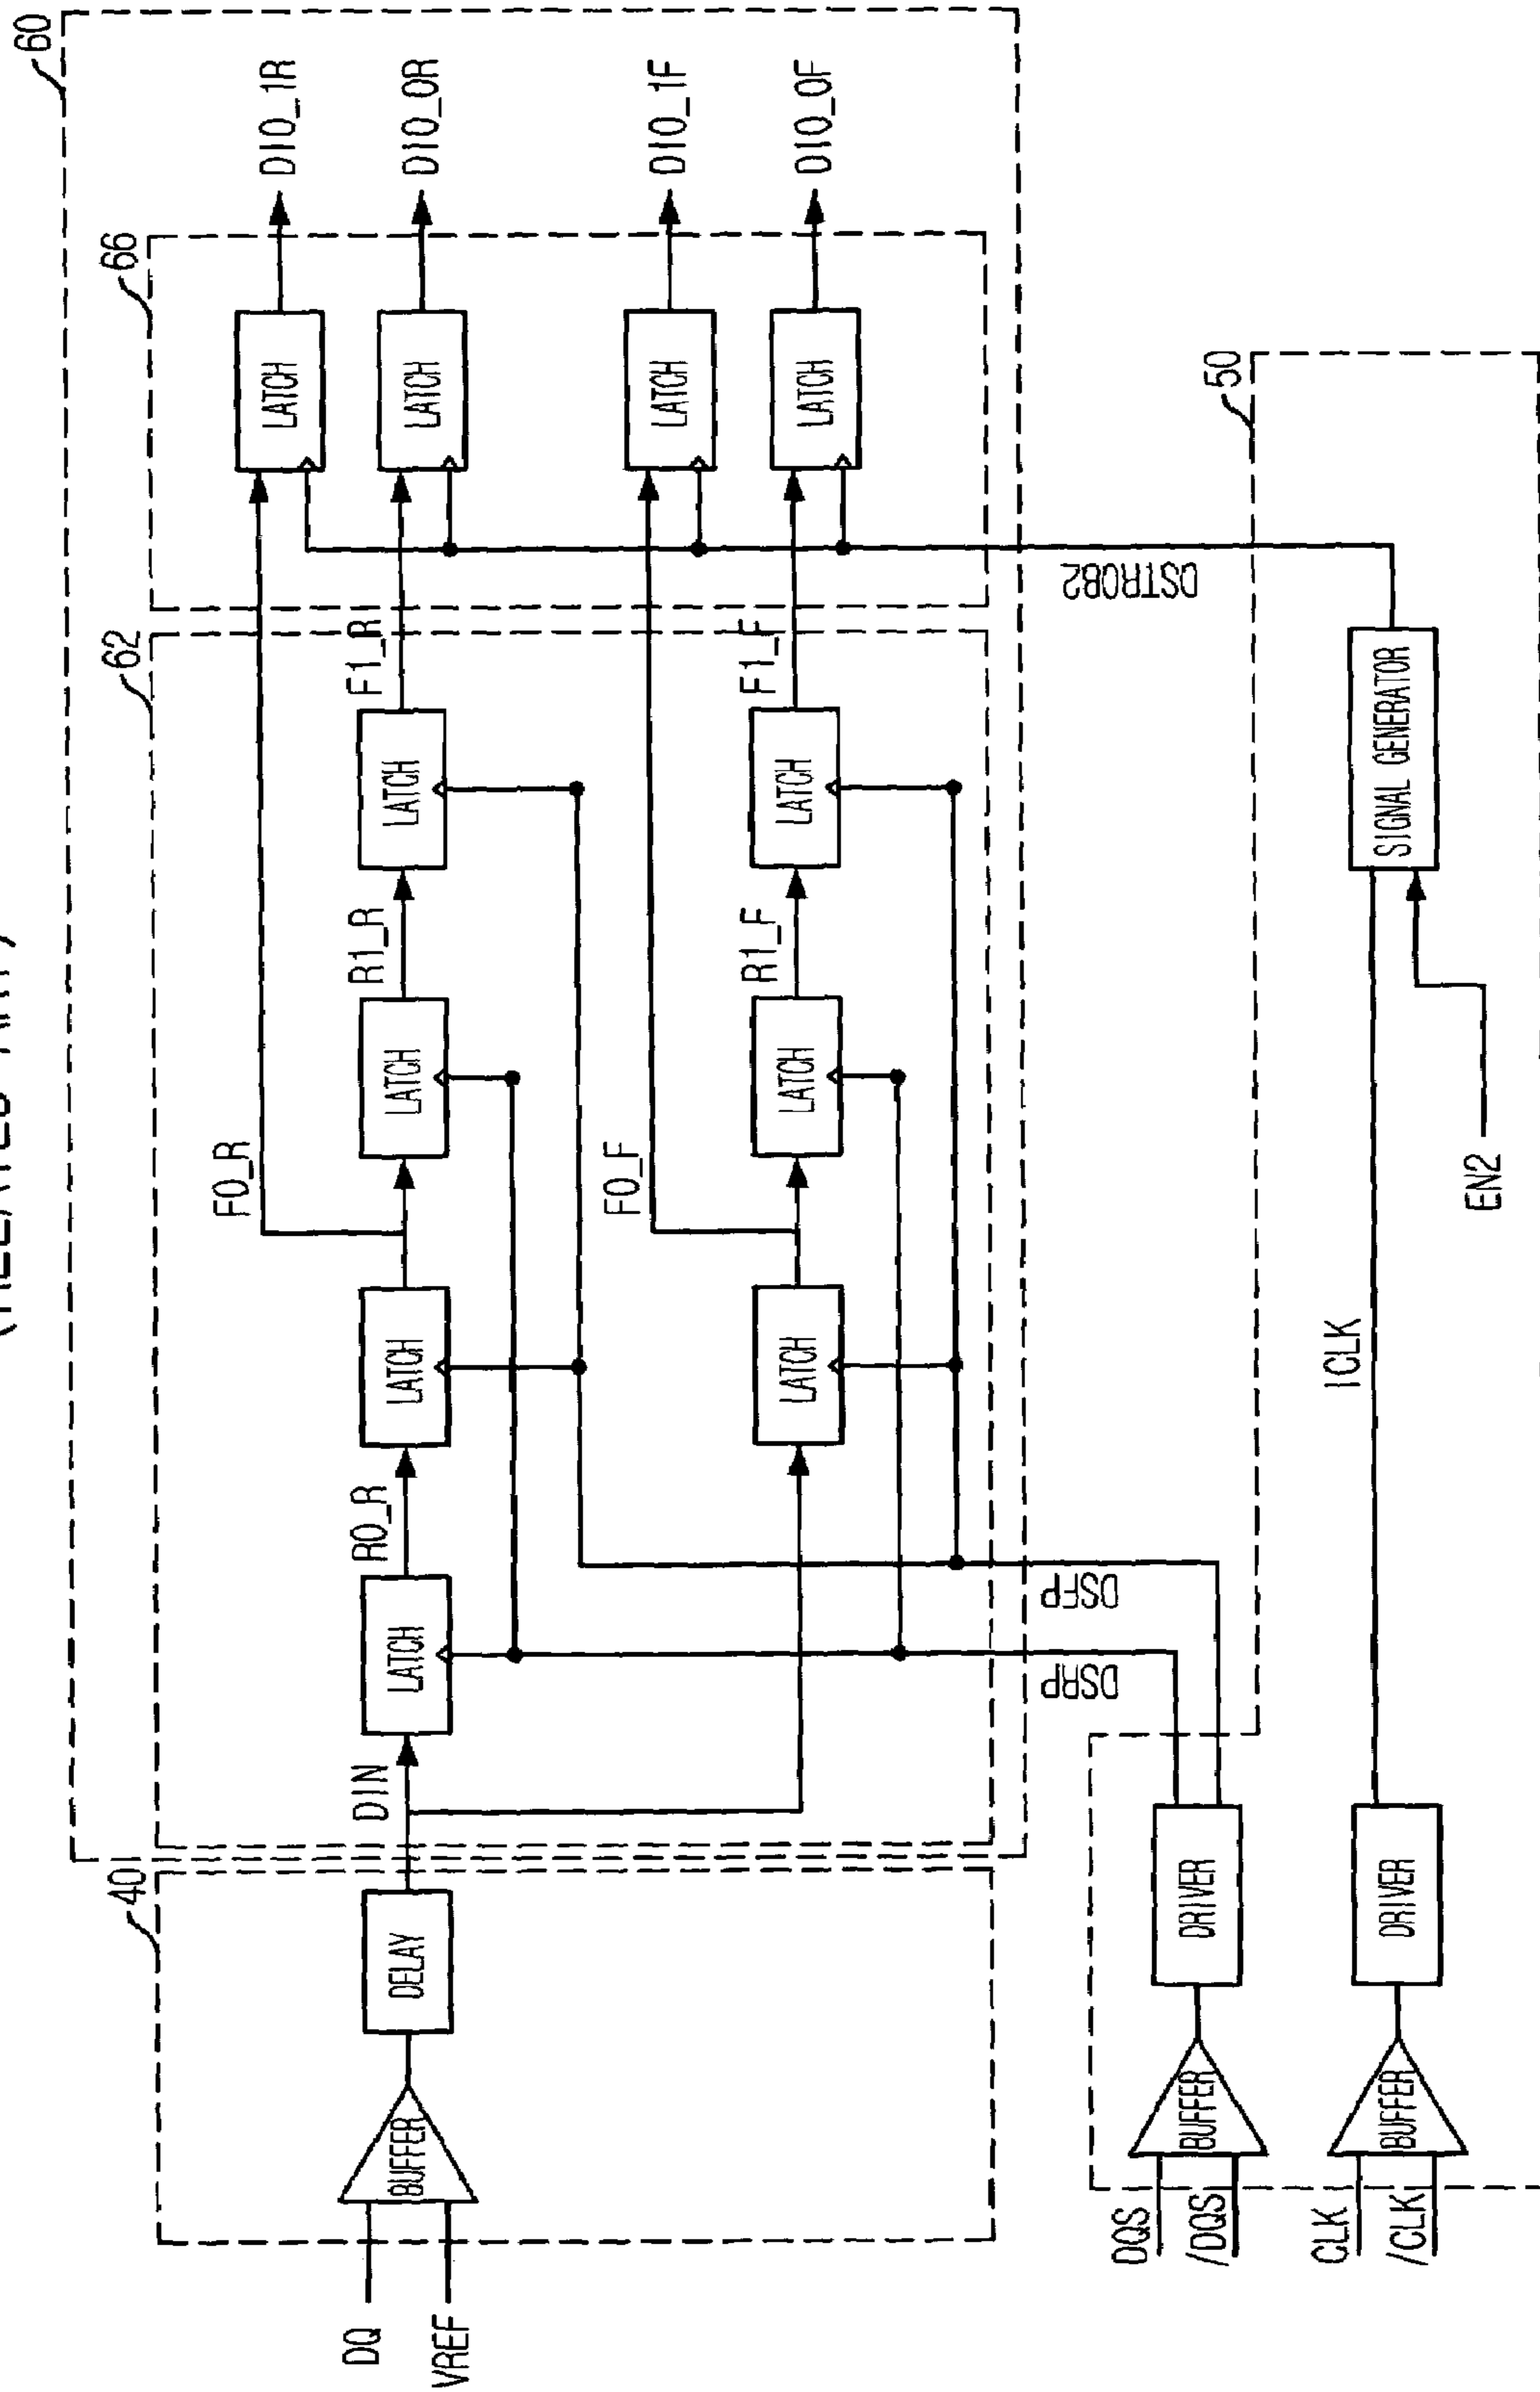 60
40
62
66
F0_R
LATCH
DIO_1R
DQ
VREF
BUFFER
DELAY
DIN
LATCH
R0_R
LATCH
LATCH
R1_R
LATCH
F1_R
LATCH
DIO_0R
F0_F
LATCH
DIO_1F
LATCH
LATCH
R1_F
LATCH
F1_F
LATCH
DIO_0F
DSRP
DSFP
DSTROB2
50
DQS
/DQS
BUFFER
DRIVER
CLK
/CLK
BUFFER
DRIVER
ICLK
SIGNAL GENERATOR
EN2